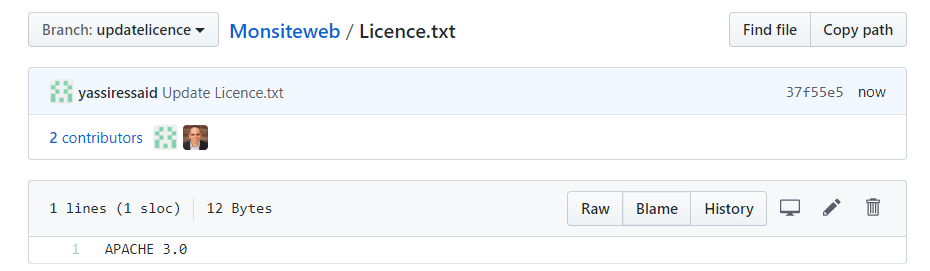 Branch: updatelicence Monsiteweb / Licence.txt Find file Copy path
yassiressaid Update Licence.txt 37f55e5 now
2 contributors
1 lines (1 sloc) 12 Bytes Raw Blame History
1 APACHE 3.0